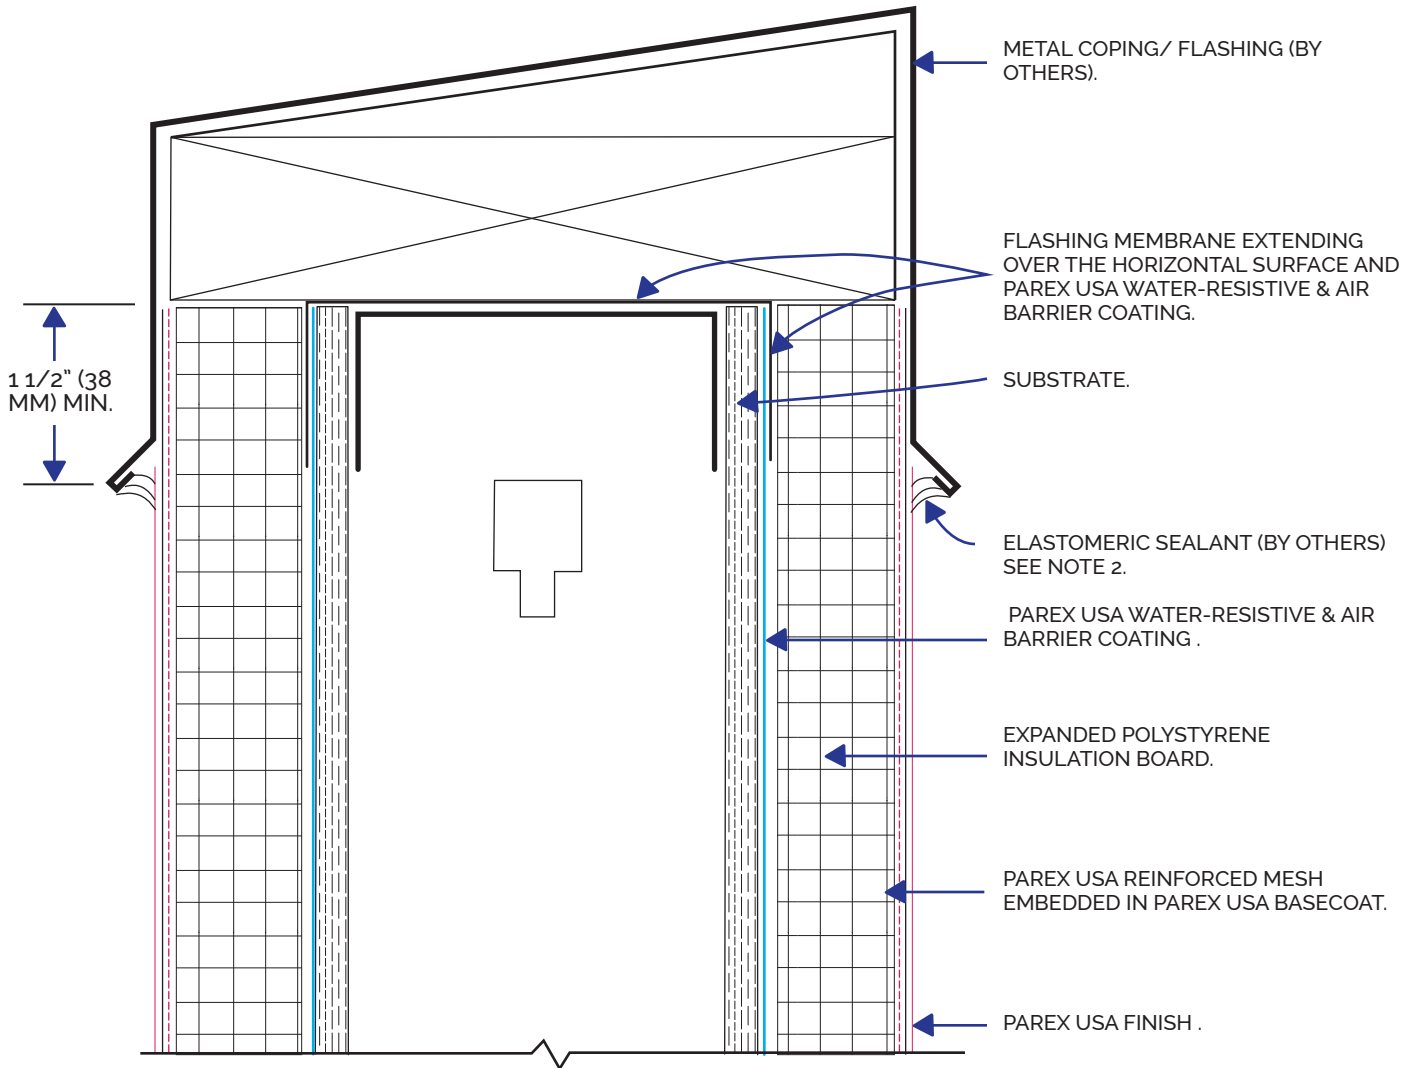 METAL COPING/ FLASHING (BY
OTHERS).
FLASHING MEMBRANE EXTENDING
OVER THE HORIZONTAL SURFACE AND
PAREX USA WATER-RESISTIVE & AIR
BARRIER COATING.
1 1/2” (38
MM) MIN.
SUBSTRATE.
ELASTOMERIC SEALANT (BY OTHERS)
SEE NOTE 2.
PAREX USA WATER-RESISTIVE & AIR
BARRIER COATING .
EXPANDED POLYSTYRENE
INSULATION BOARD.
PAREX USA REINFORCED MESH
EMBEDDED IN PAREX USA BASECOAT.
PAREX USA FINISH .